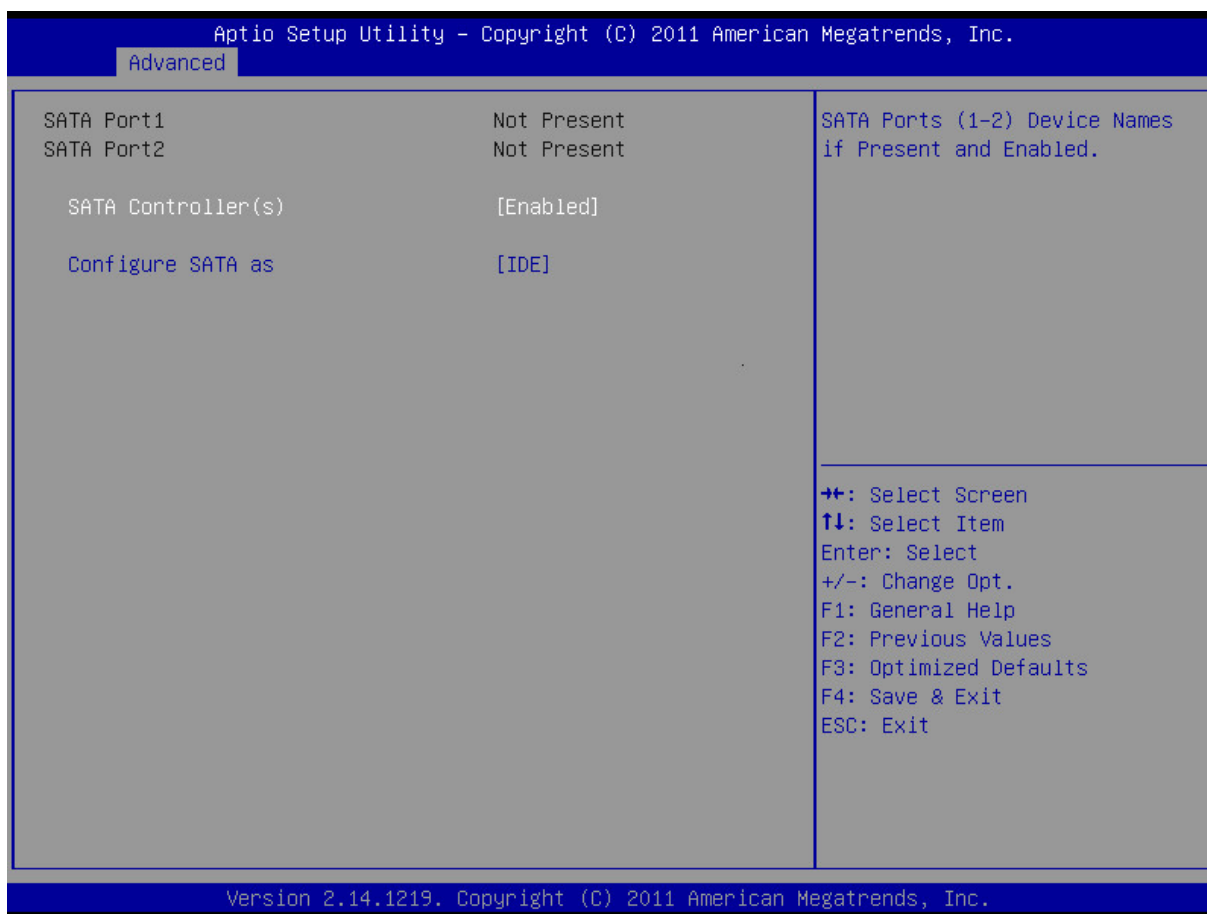 Aptio Setup Utility – Copyright (C) 2011 American Megatrends, Inc.
Advanced
SATA Port1 Not Present
SATA Port2 Not Present
SATA Controller(s) [Enabled]
Configure SATA as [IDE]
SATA Ports (1-2) Device Names
if Present and Enabled.
→←: Select Screen
↑↓: Select Item
Enter: Select
+/-: Change Opt.
F1: General Help
F2: Previous Values
F3: Optimized Defaults
F4: Save & Exit
ESC: Exit
Version 2.14.1219. Copyright (C) 2011 American Megatrends, Inc.